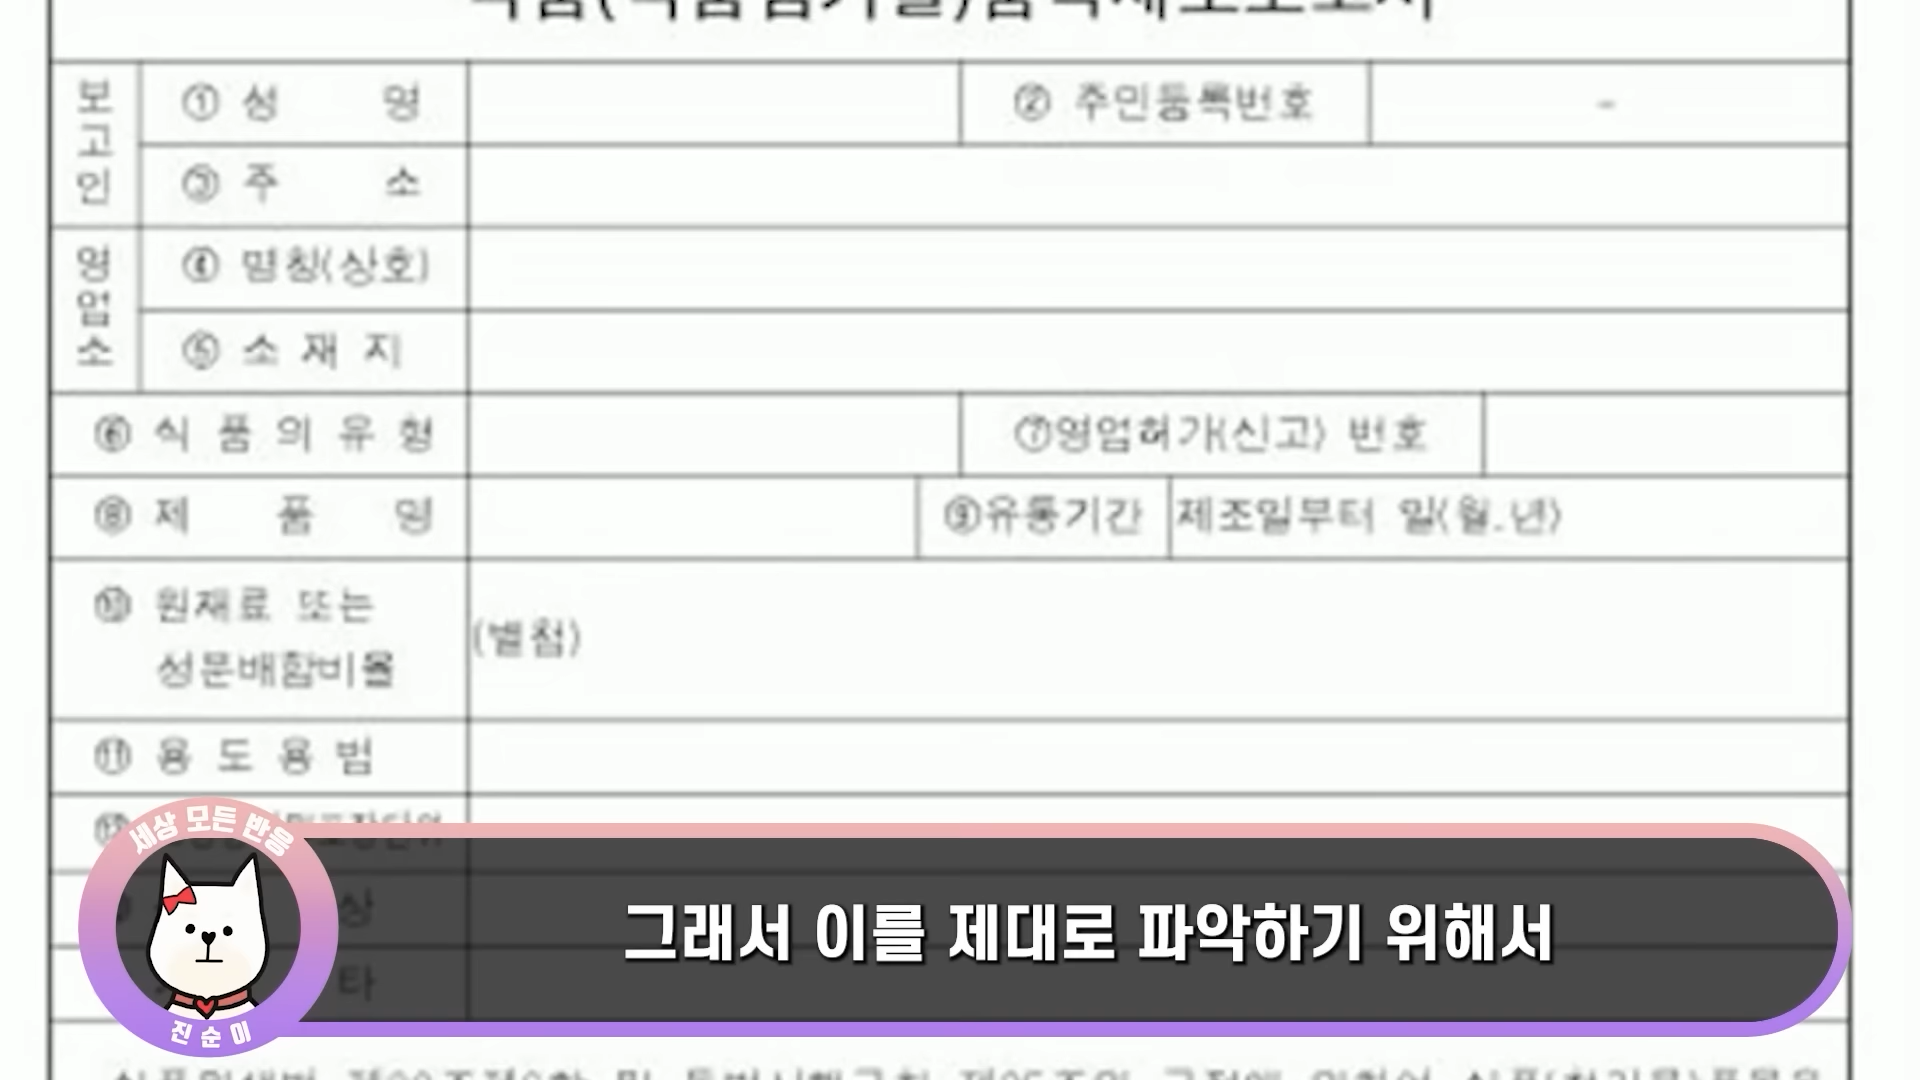 보고인
① 성 명
② 주민등록번호
-
③ 주 소
영업소
④ 명칭(상호)
⑤ 소 재 지
⑥ 식 품 의 유 형
⑦영업허가(신고) 번호
⑧ 제 품 명
⑨유통기간
제조일부터 일(월.년)
⑩ 원재료 또는
성분배합비율
(별첨)
⑪ 용 도 용 법
상
타
세상 모든 반응
진순이
그래서 이를 제대로 파악하기 위해서